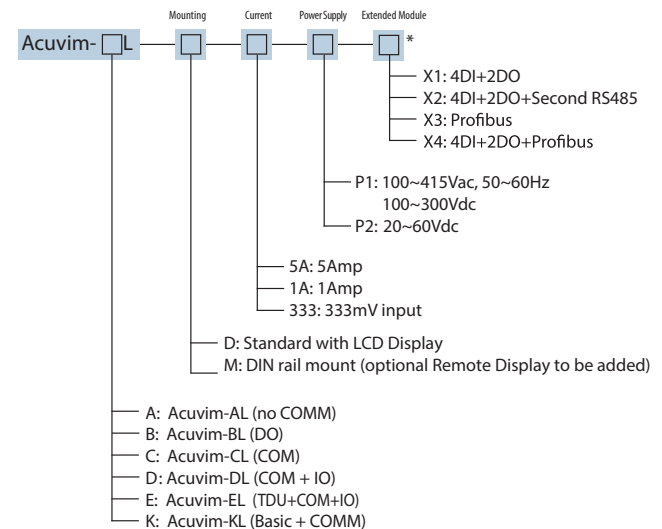 Mounting Current Power Supply Extended Module
Acuvim- L *
X1: 4DI+2DO
X2: 4DI+2DO+Second RS485
X3: Profibus
X4: 4DI+2DO+Profibus
P1: 100~415Vac, 50~60Hz
100~300Vdc
P2: 20~60Vdc
5A: 5Amp
1A: 1Amp
333: 333mV input
D: Standard with LCD Display
M: DIN rail mount (optional Remote Display to be added)
A: Acuvim-AL (no COMM)
B: Acuvim-BL (DO)
C: Acuvim-CL (COM)
D: Acuvim-DL (COM + IO)
E: Acuvim-EL (TDU+COM+IO)
K: Acuvim-KL (Basic + COMM)